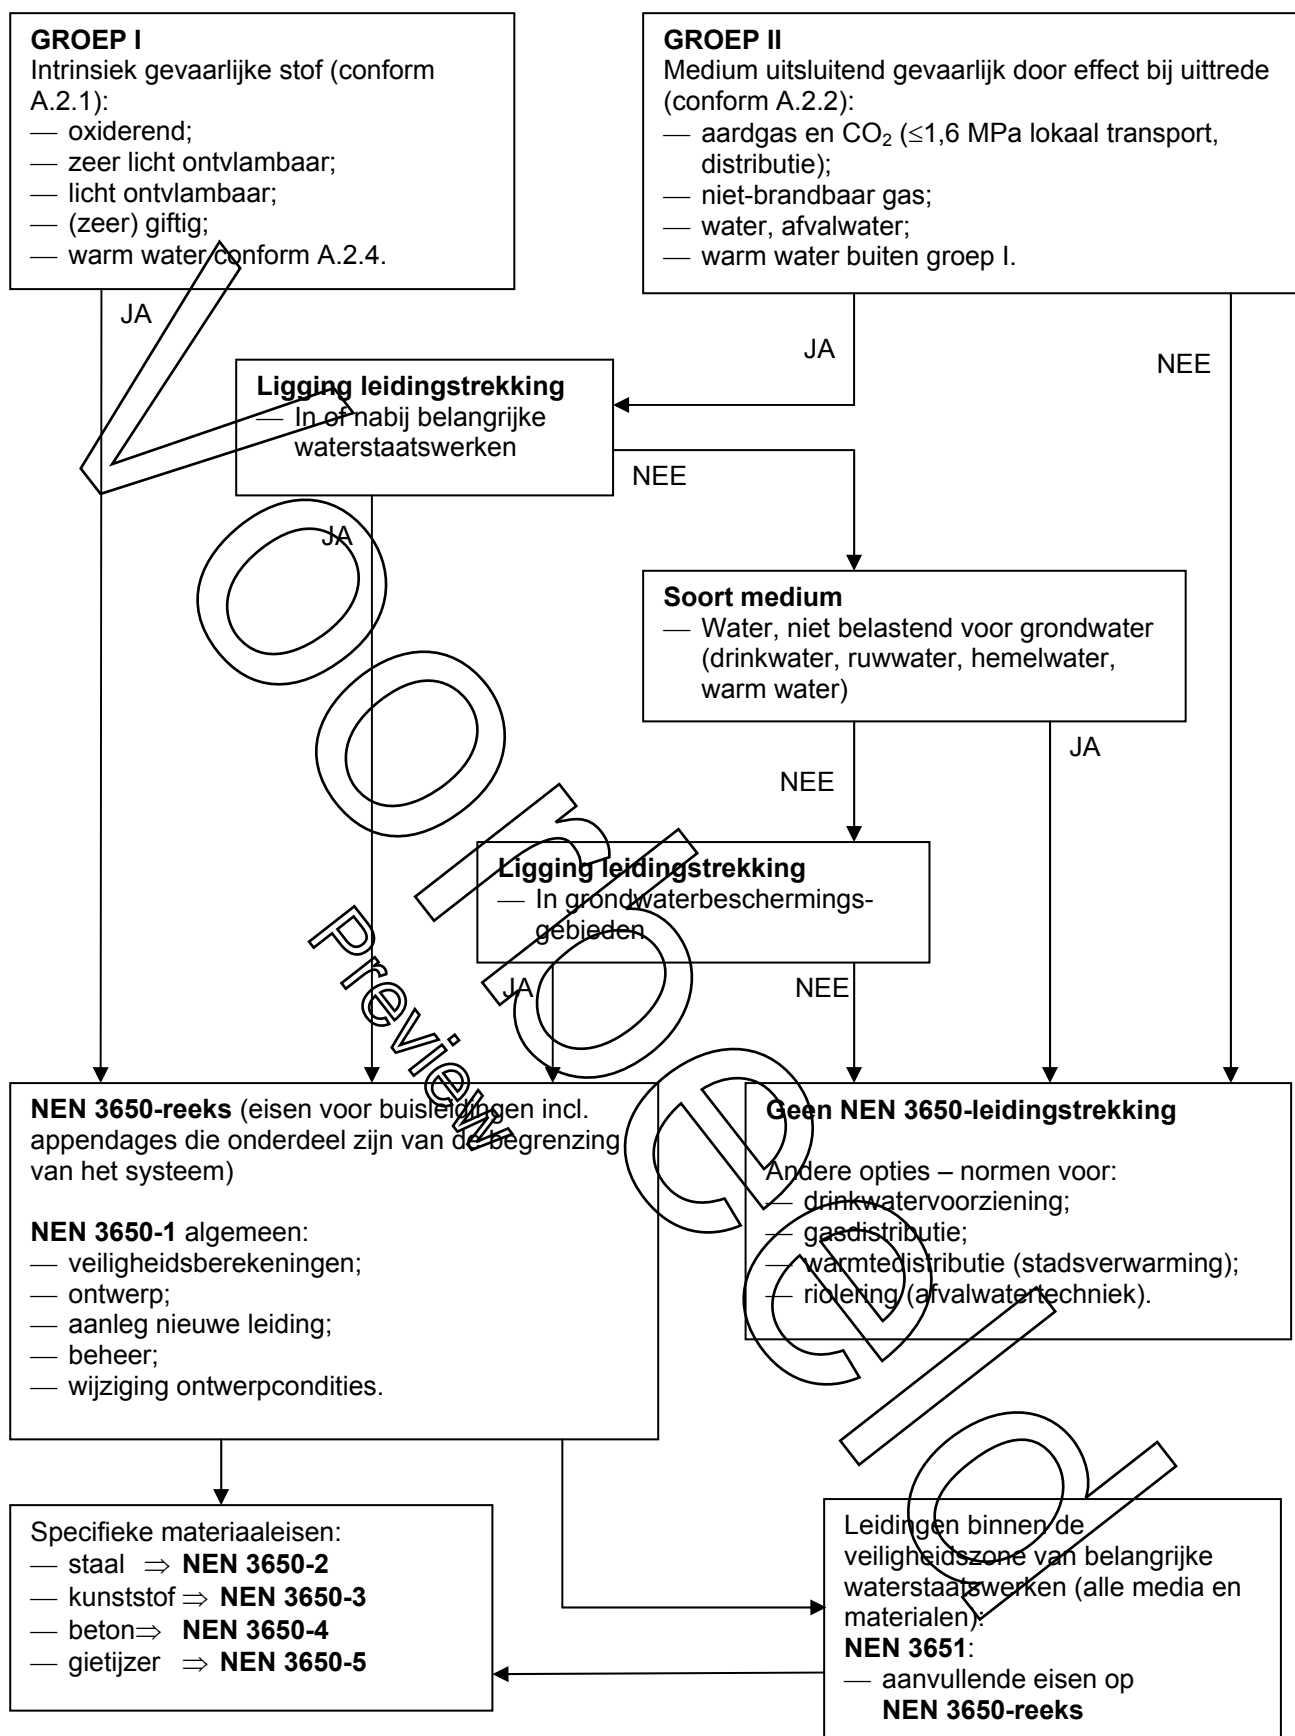 GROEP I
Intrinsiek gevaarlijke stof (conform
A.2.1):
— oxiderend;
— zeer licht ontvlambaar;
— licht ontvlambaar;
— (zeer) giftig;
— warm water conform A.2.4.
GROEP II
Medium uitsluitend gevaarlijk door effect bij uittrede
(conform A.2.2):
— aardgas en CO₂ (≤1,6 MPa lokaal transport,
distributie);
— niet-brandbaar gas;
— water, afvalwater;
— warm water buiten groep I.
JA
JA
NEE
Ligging leidingstrekking
— In of nabij belangrijke
waterstaatswerken
NEE
JA
Soort medium
— Water, niet belastend voor grondwater
(drinkwater, ruwwater, hemelwater,
warm water)
NEE
JA
Ligging leidingstrekking
— In grondwaterbeschermings-
gebieden
JA
NEE
NEN 3650-reeks (eisen voor buisleidingen incl.
appendages die onderdeel zijn van de begrenzing
van het systeem)
NEN 3650-1 algemeen:
— veiligheidsberekeningen;
— ontwerp;
— aanleg nieuwe leiding;
— beheer;
— wijziging ontwerpcondities.
Geen NEN 3650-leidingstrekking
Andere opties – normen voor:
— drinkwatervoorziening;
— gasdistributie;
— warmtedistributie (stadsverwarming);
— riolering (afvalwatertechniek).
Specifieke materiaaleisen:
— staal ⇒ NEN 3650-2
— kunststof ⇒ NEN 3650-3
— beton⇒ NEN 3650-4
— gietijzer ⇒ NEN 3650-5
Leidingen binnen de
veiligheidszone van belangrijke
waterstaatswerken (alle media en
materialen):
NEN 3651:
— aanvullende eisen op
NEN 3650-reeks
Voorbeeld
Preview